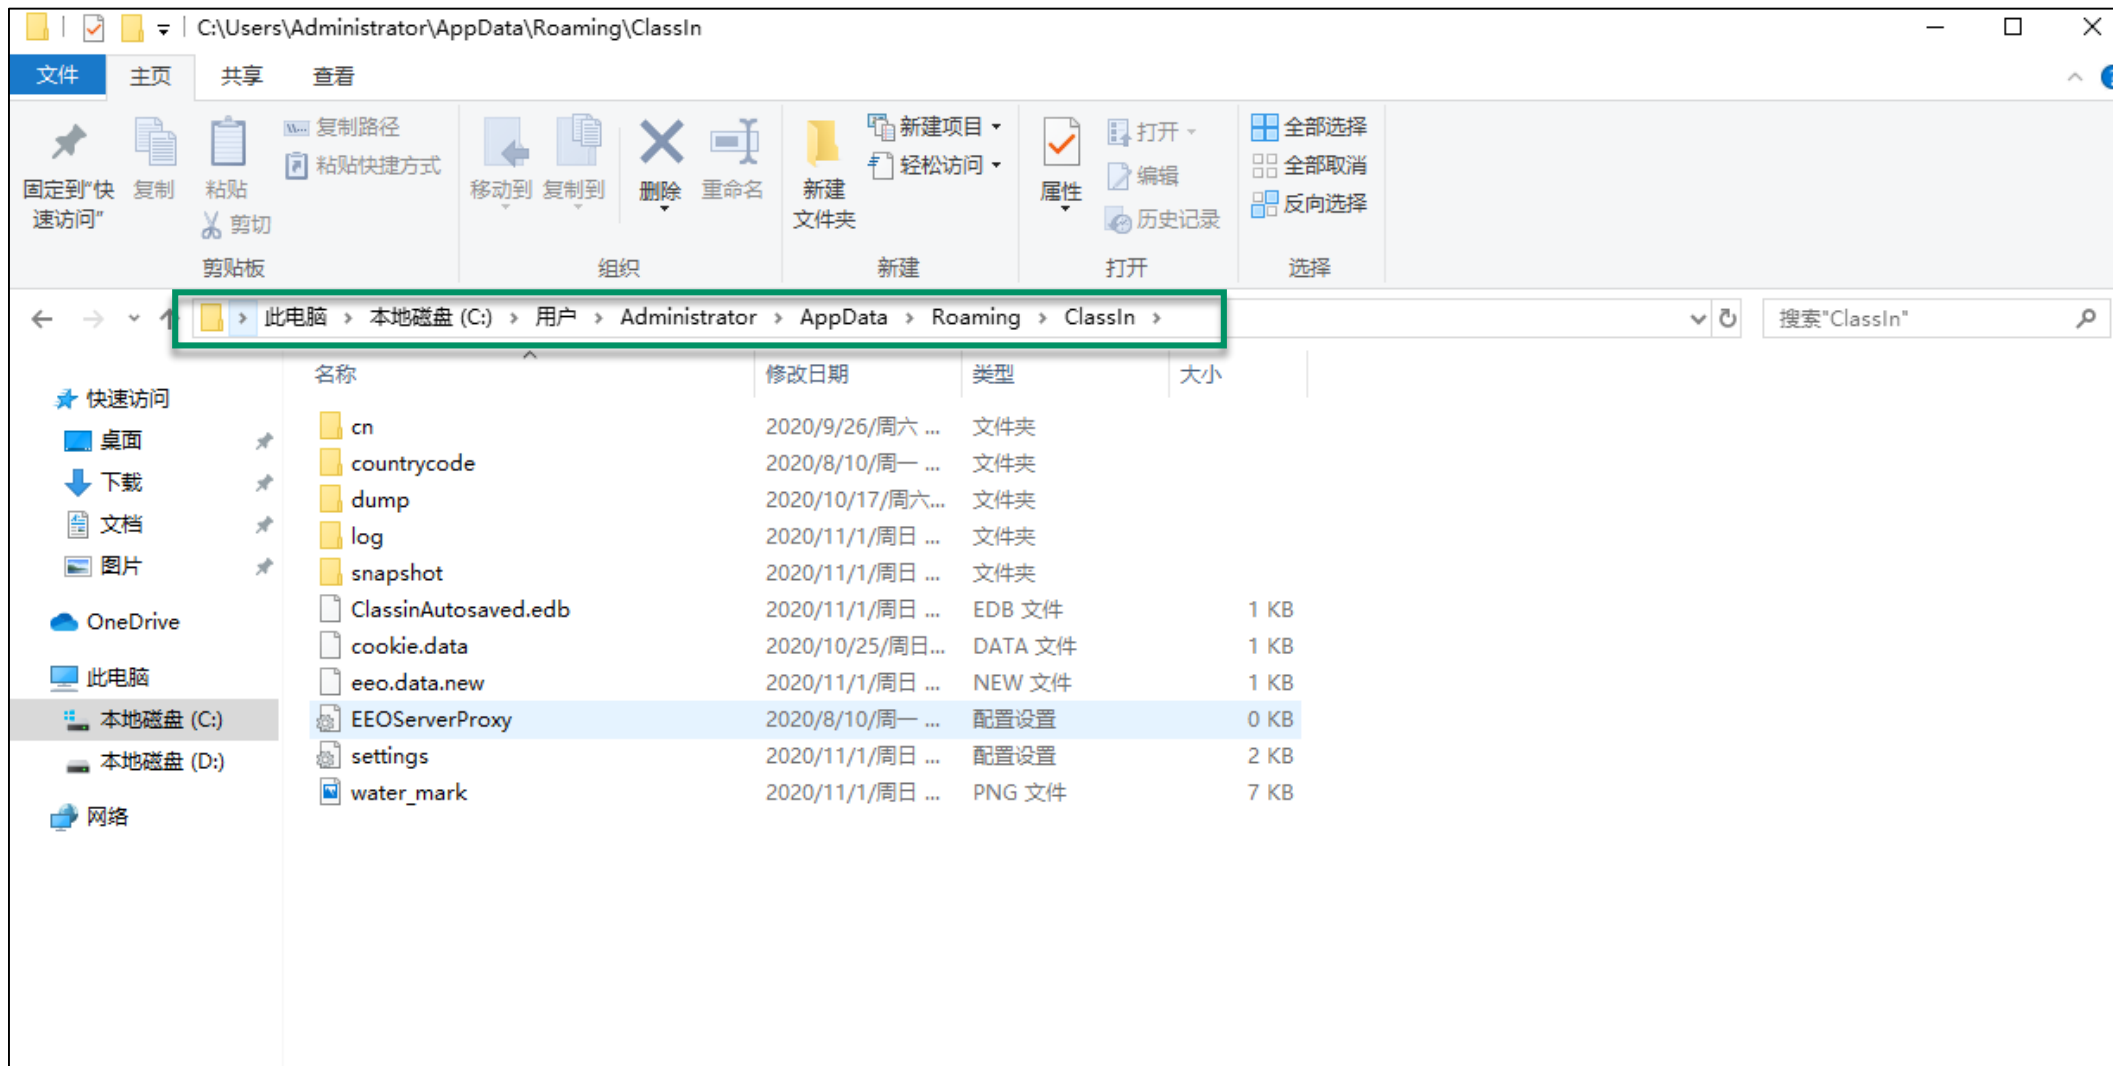 C:\Users\Administrator\AppData\Roaming\ClassIn
文件 主页 共享 查看
固定到"快速访问"
复制
粘贴
剪切
复制路径
粘贴快捷方式
剪贴板
移动到 复制到 删除 重命名
组织
新建
文件夹
新建项目
轻松访问
新建
属性
打开
编辑
历史记录
打开
全部选择
全部取消
反向选择
选择
此电脑 > 本地磁盘 (C:) > 用户 > Administrator > AppData > Roaming > ClassIn >
搜索"ClassIn"
快速访问
桌面
下载
文档
图片
OneDrive
此电脑
本地磁盘 (C:)
本地磁盘 (D:)
网络
名称 修改日期 类型 大小
cn 2020/9/26/周六 ... 文件夹
countrycode 2020/8/10/周一 ... 文件夹
dump 2020/10/17/周六... 文件夹
log 2020/11/1/周日 ... 文件夹
snapshot 2020/11/1/周日 ... 文件夹
ClassinAutosaved.edb 2020/11/1/周日 ... EDB 文件 1 KB
cookie.data 2020/10/25/周日... DATA 文件 1 KB
eeo.data.new 2020/11/1/周日 ... NEW 文件 1 KB
EEOServerProxy 2020/8/10/周一 ... 配置设置 0 KB
settings 2020/11/1/周日 ... 配置设置 2 KB
water_mark 2020/11/1/周日 ... PNG 文件 7 KB